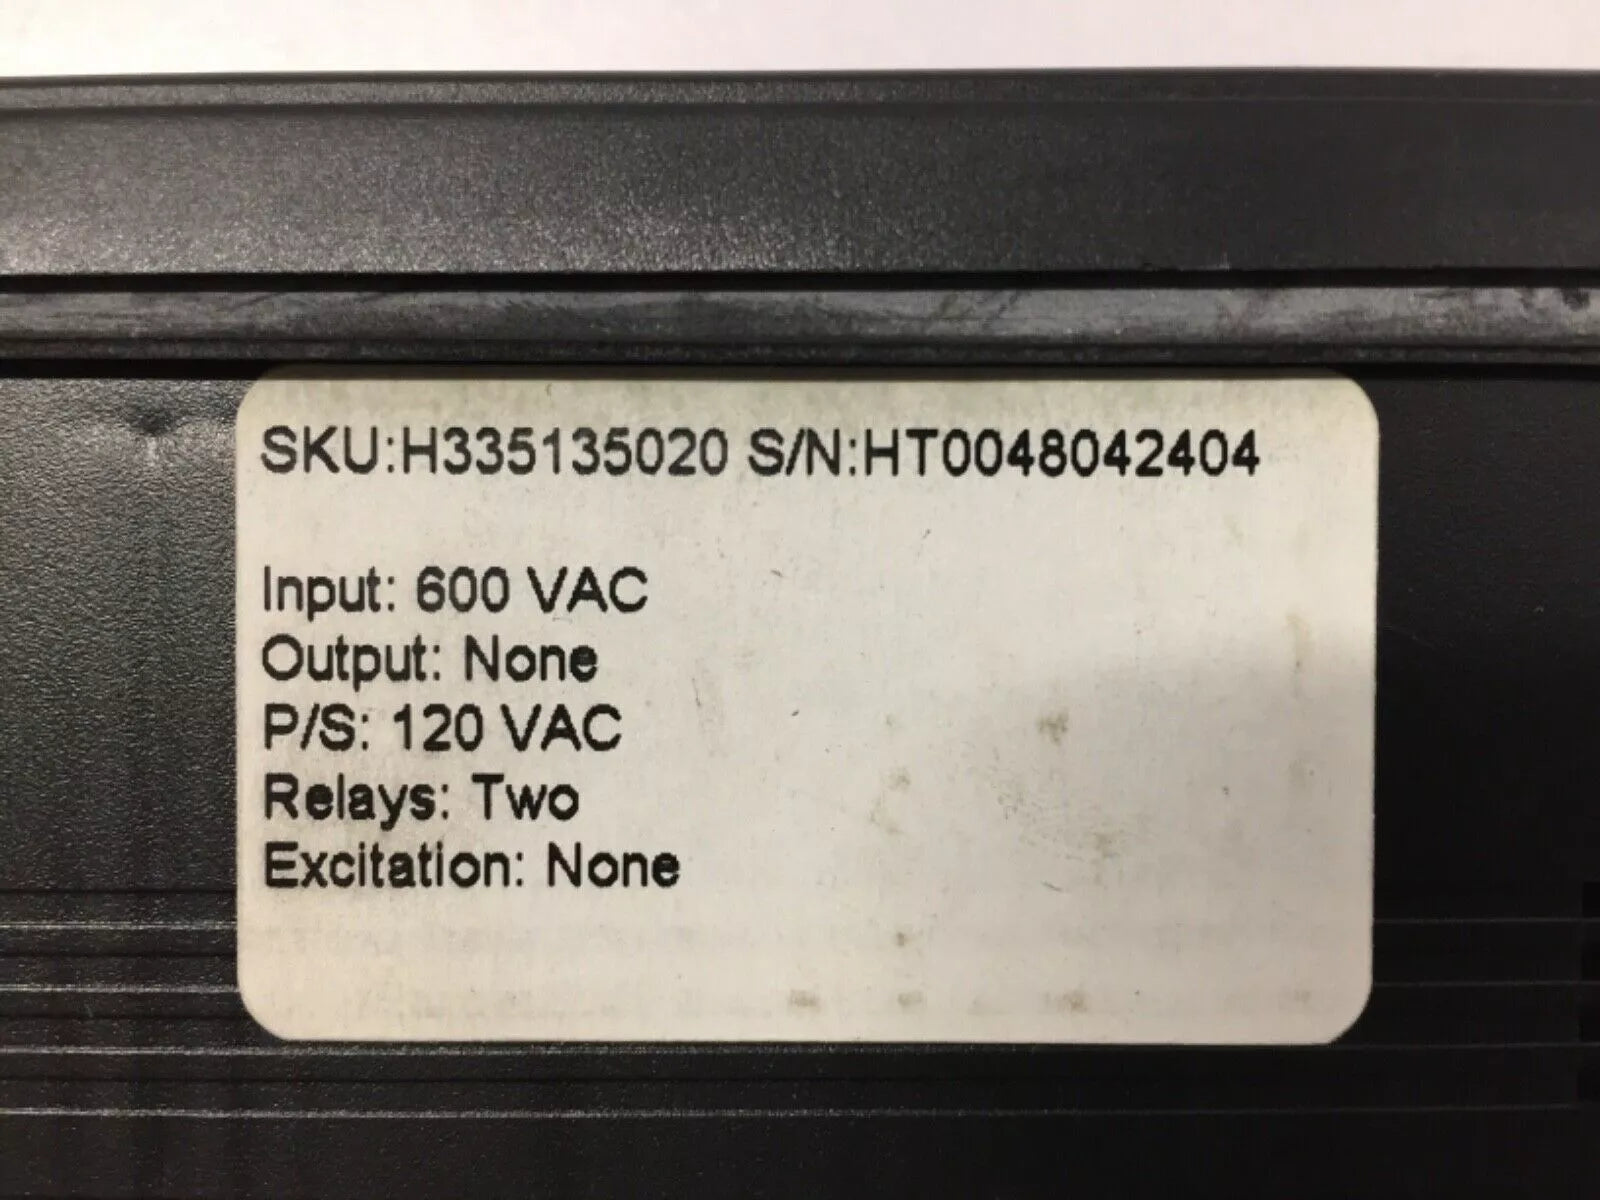 SKU:H335135020 S/N:HT0048042404
Input: 600 VAC
Output: None
P/S: 120 VAC
Relays: Two
Excitation: None